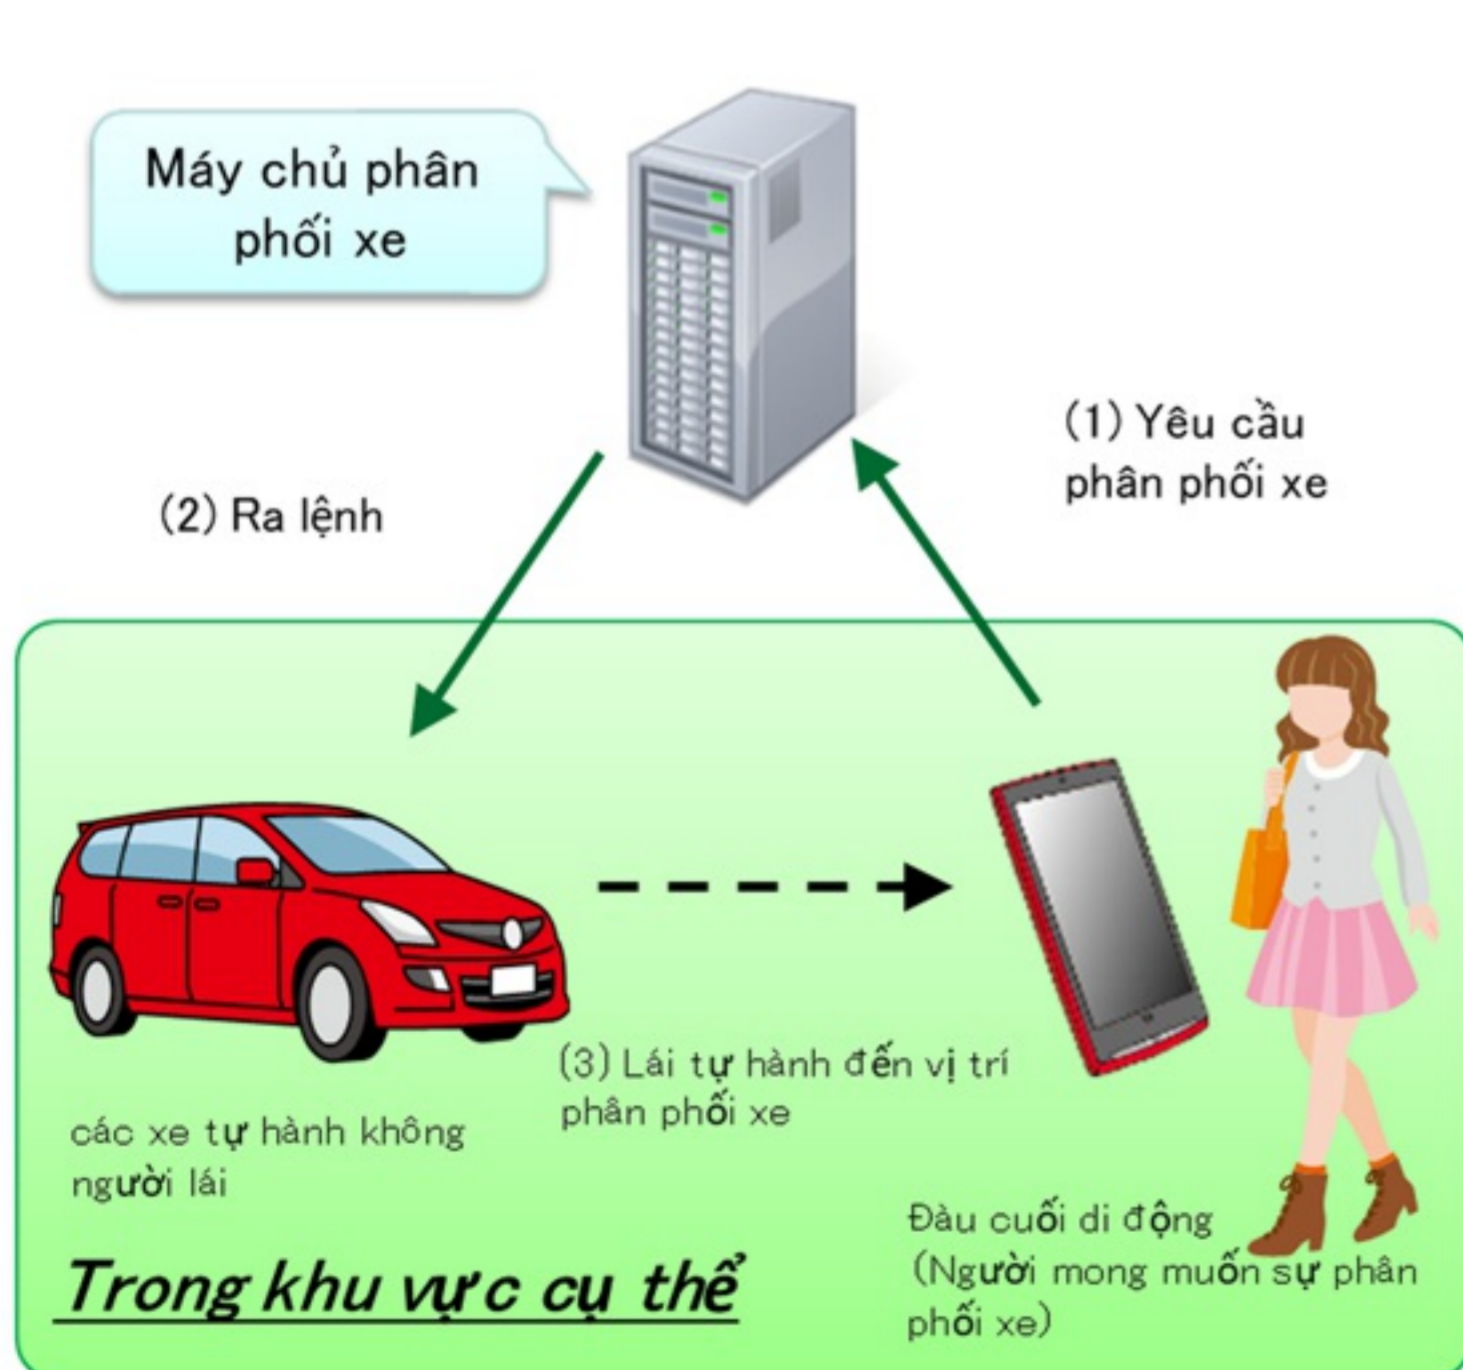 Máy chủ phân
phối xe
(1) Yêu cầu
phân phối xe
(2) Ra lệnh
(3) Lái tự hành đến vị trí
phân phối xe
các xe tự hành không
người lái
Đàu cuối di động
(Người mong muốn sự phân
phối xe)
Trong khu vực cụ thể